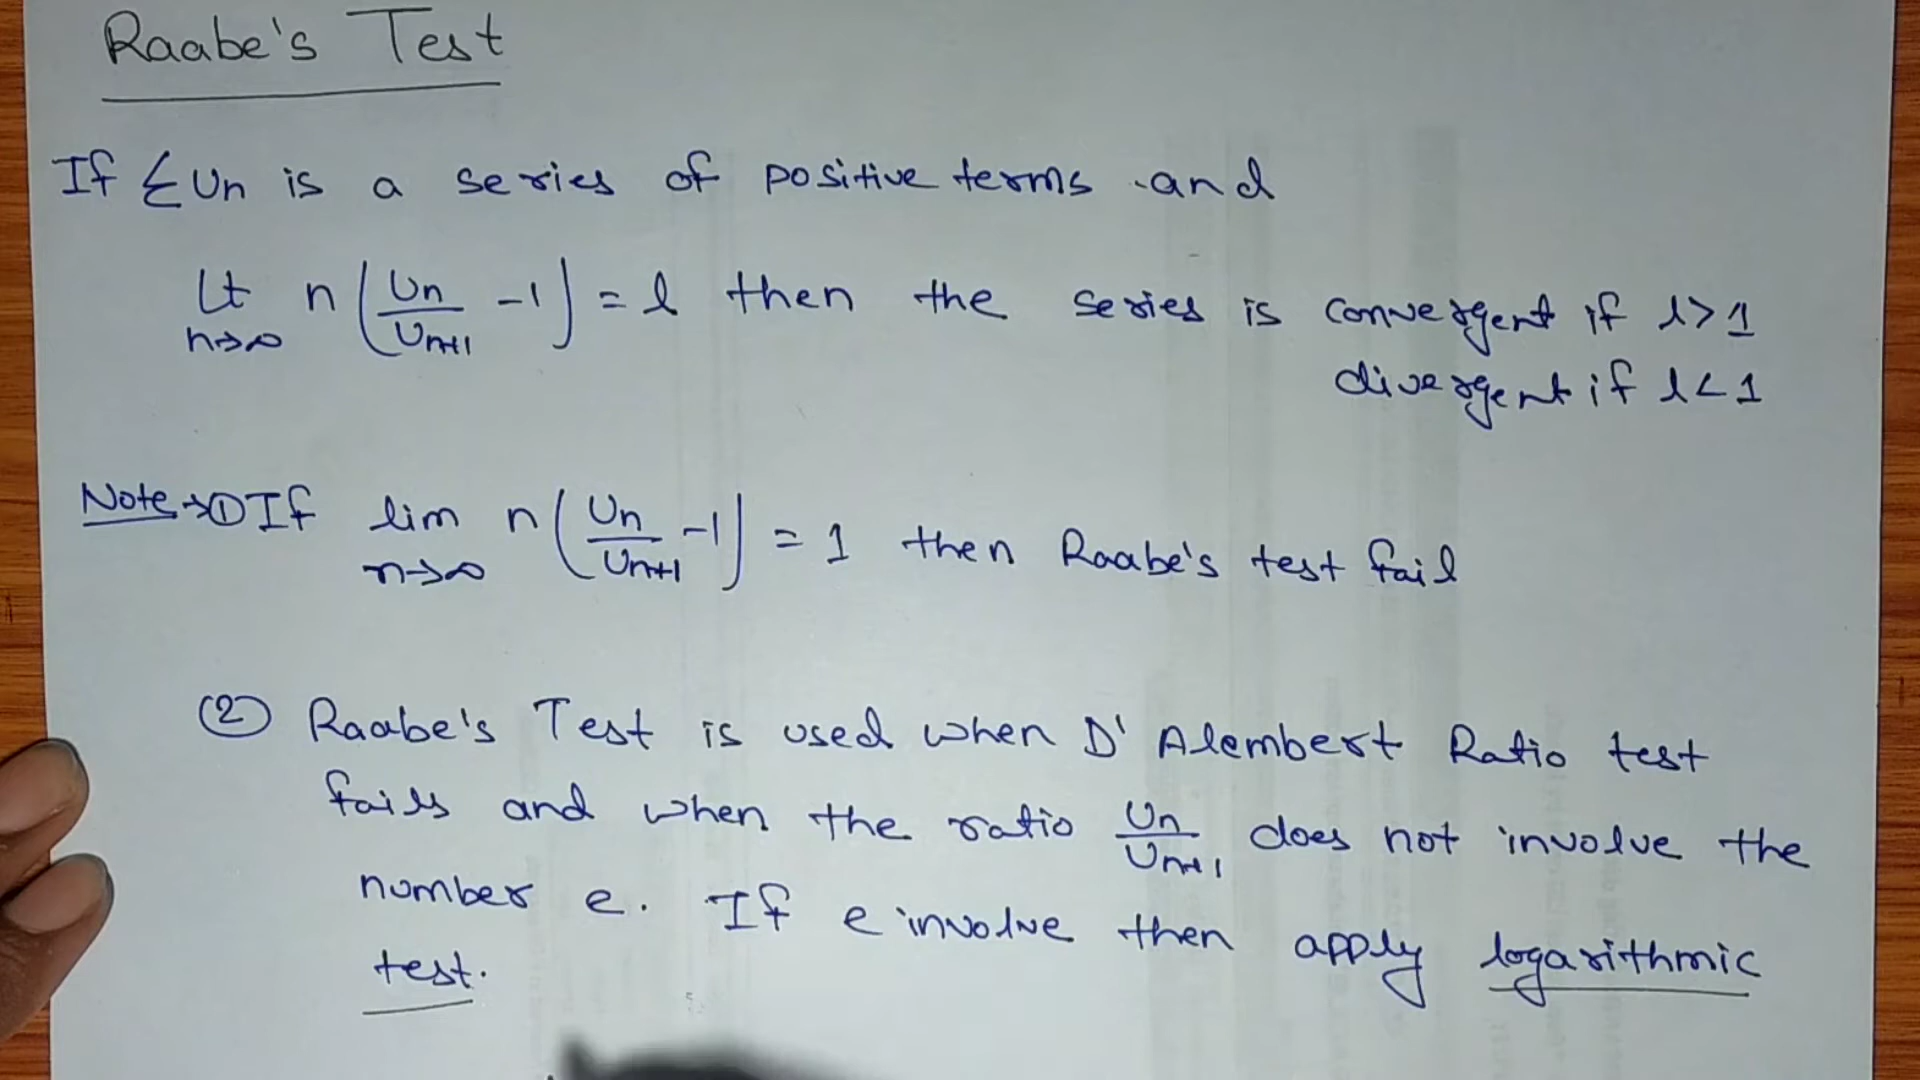 Raabe's Test
If Σ Un is a series of positive terms and
Lt n→∞ n(Un/Un+1 -1) = l then the series is convergent if l>1
divergent if l<1
Note→① If lim n→∞ n(Un/Un+1 -1) = 1 then Raabe's test fail
② Raabe's Test is used when D' Alembert Ratio test
fails and when the ratio Un/Un+1 does not involve the
number e. If e involve then apply logarithmic
test.